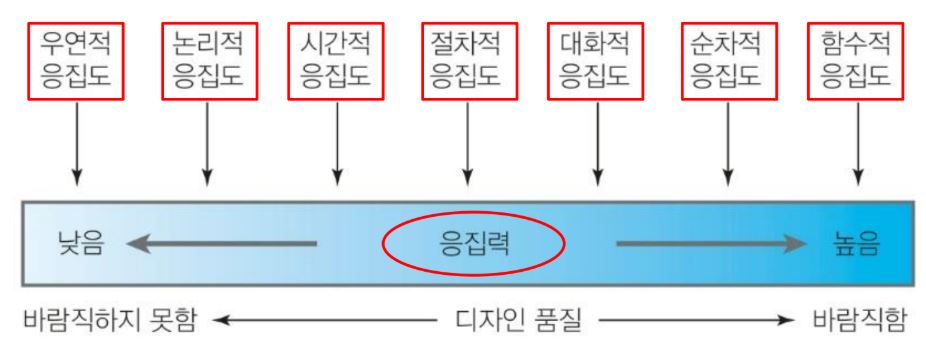 우연적 논리적 시간적 절차적 대화적 순차적 함수적
응집도 응집도 응집도 응집도 응집도 응집도 응집도
낮음 응집력 높음
바람직하지 못함 디자인 품질 바람직함